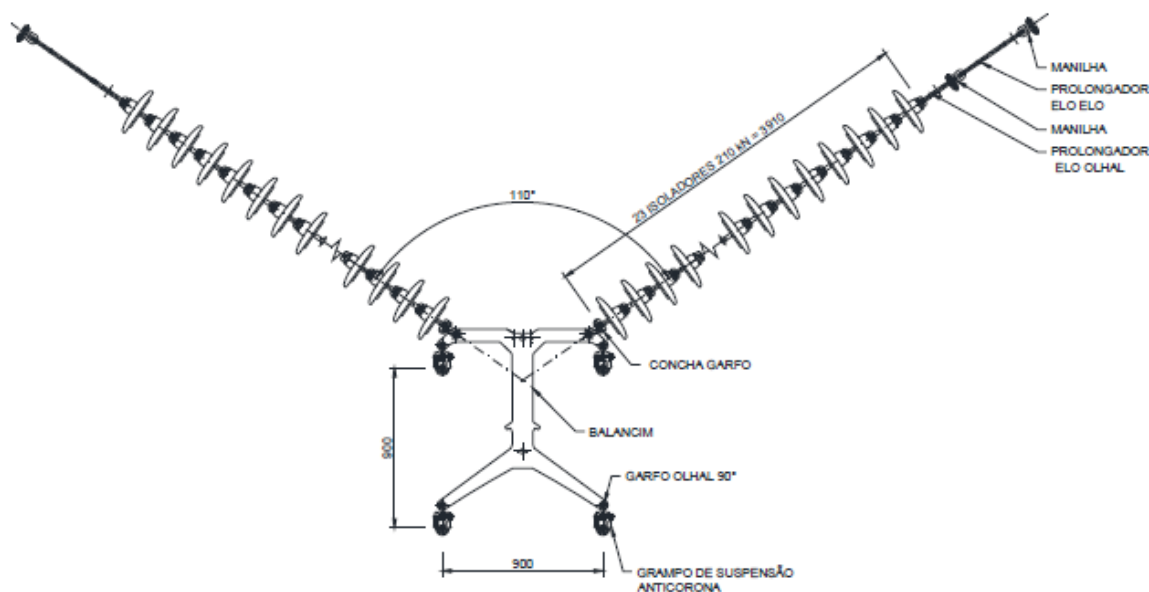 MANILHA
PROLONGADOR
ELO ELO
MANILHA
PROLONGADOR
ELO OLHAL
23 ISOLADORES 210 kN = 3910
110°
CONCHA GARFO
BALANCIM
900
GARFO OLHAL 90°
900
GRAMPO DE SUSPENSÃO
ANTICORONA